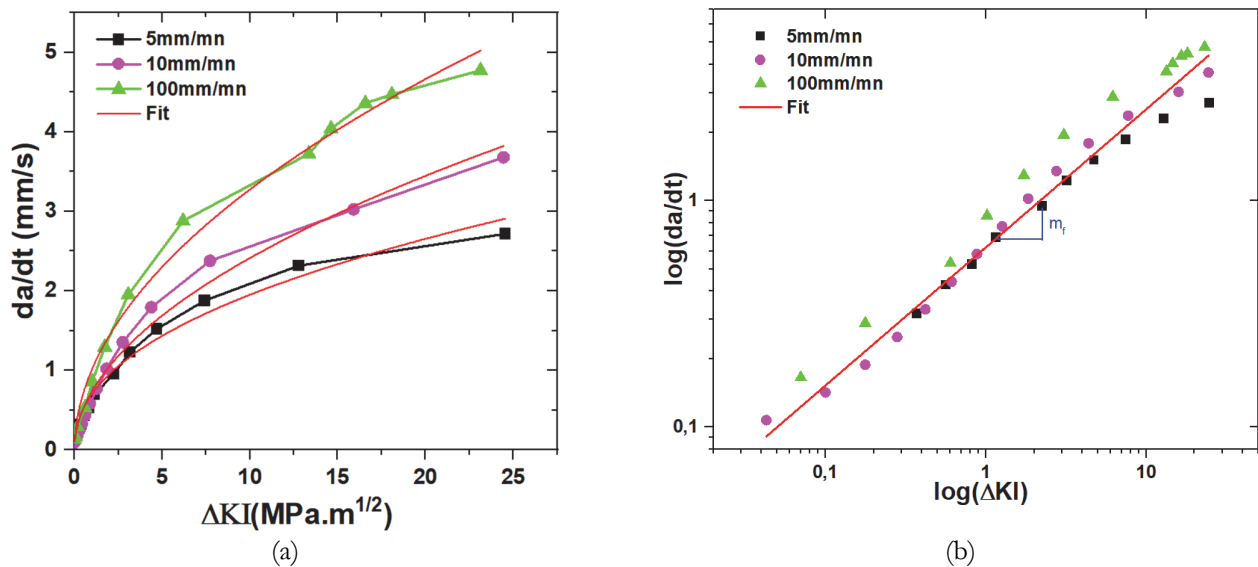 5mm/mn
10mm/mn
100mm/mn
Fit
5
4
3
2
1
0
da/dt (mm/s)
0 5 10 15 20 25
ΔKI(MPa.m^{1/2})
(a)
5mm/mn
10mm/mn
100mm/mn
Fit
log(da/dt)
1
0,1
m_f
0,1 1 10
log(ΔKI)
(b)